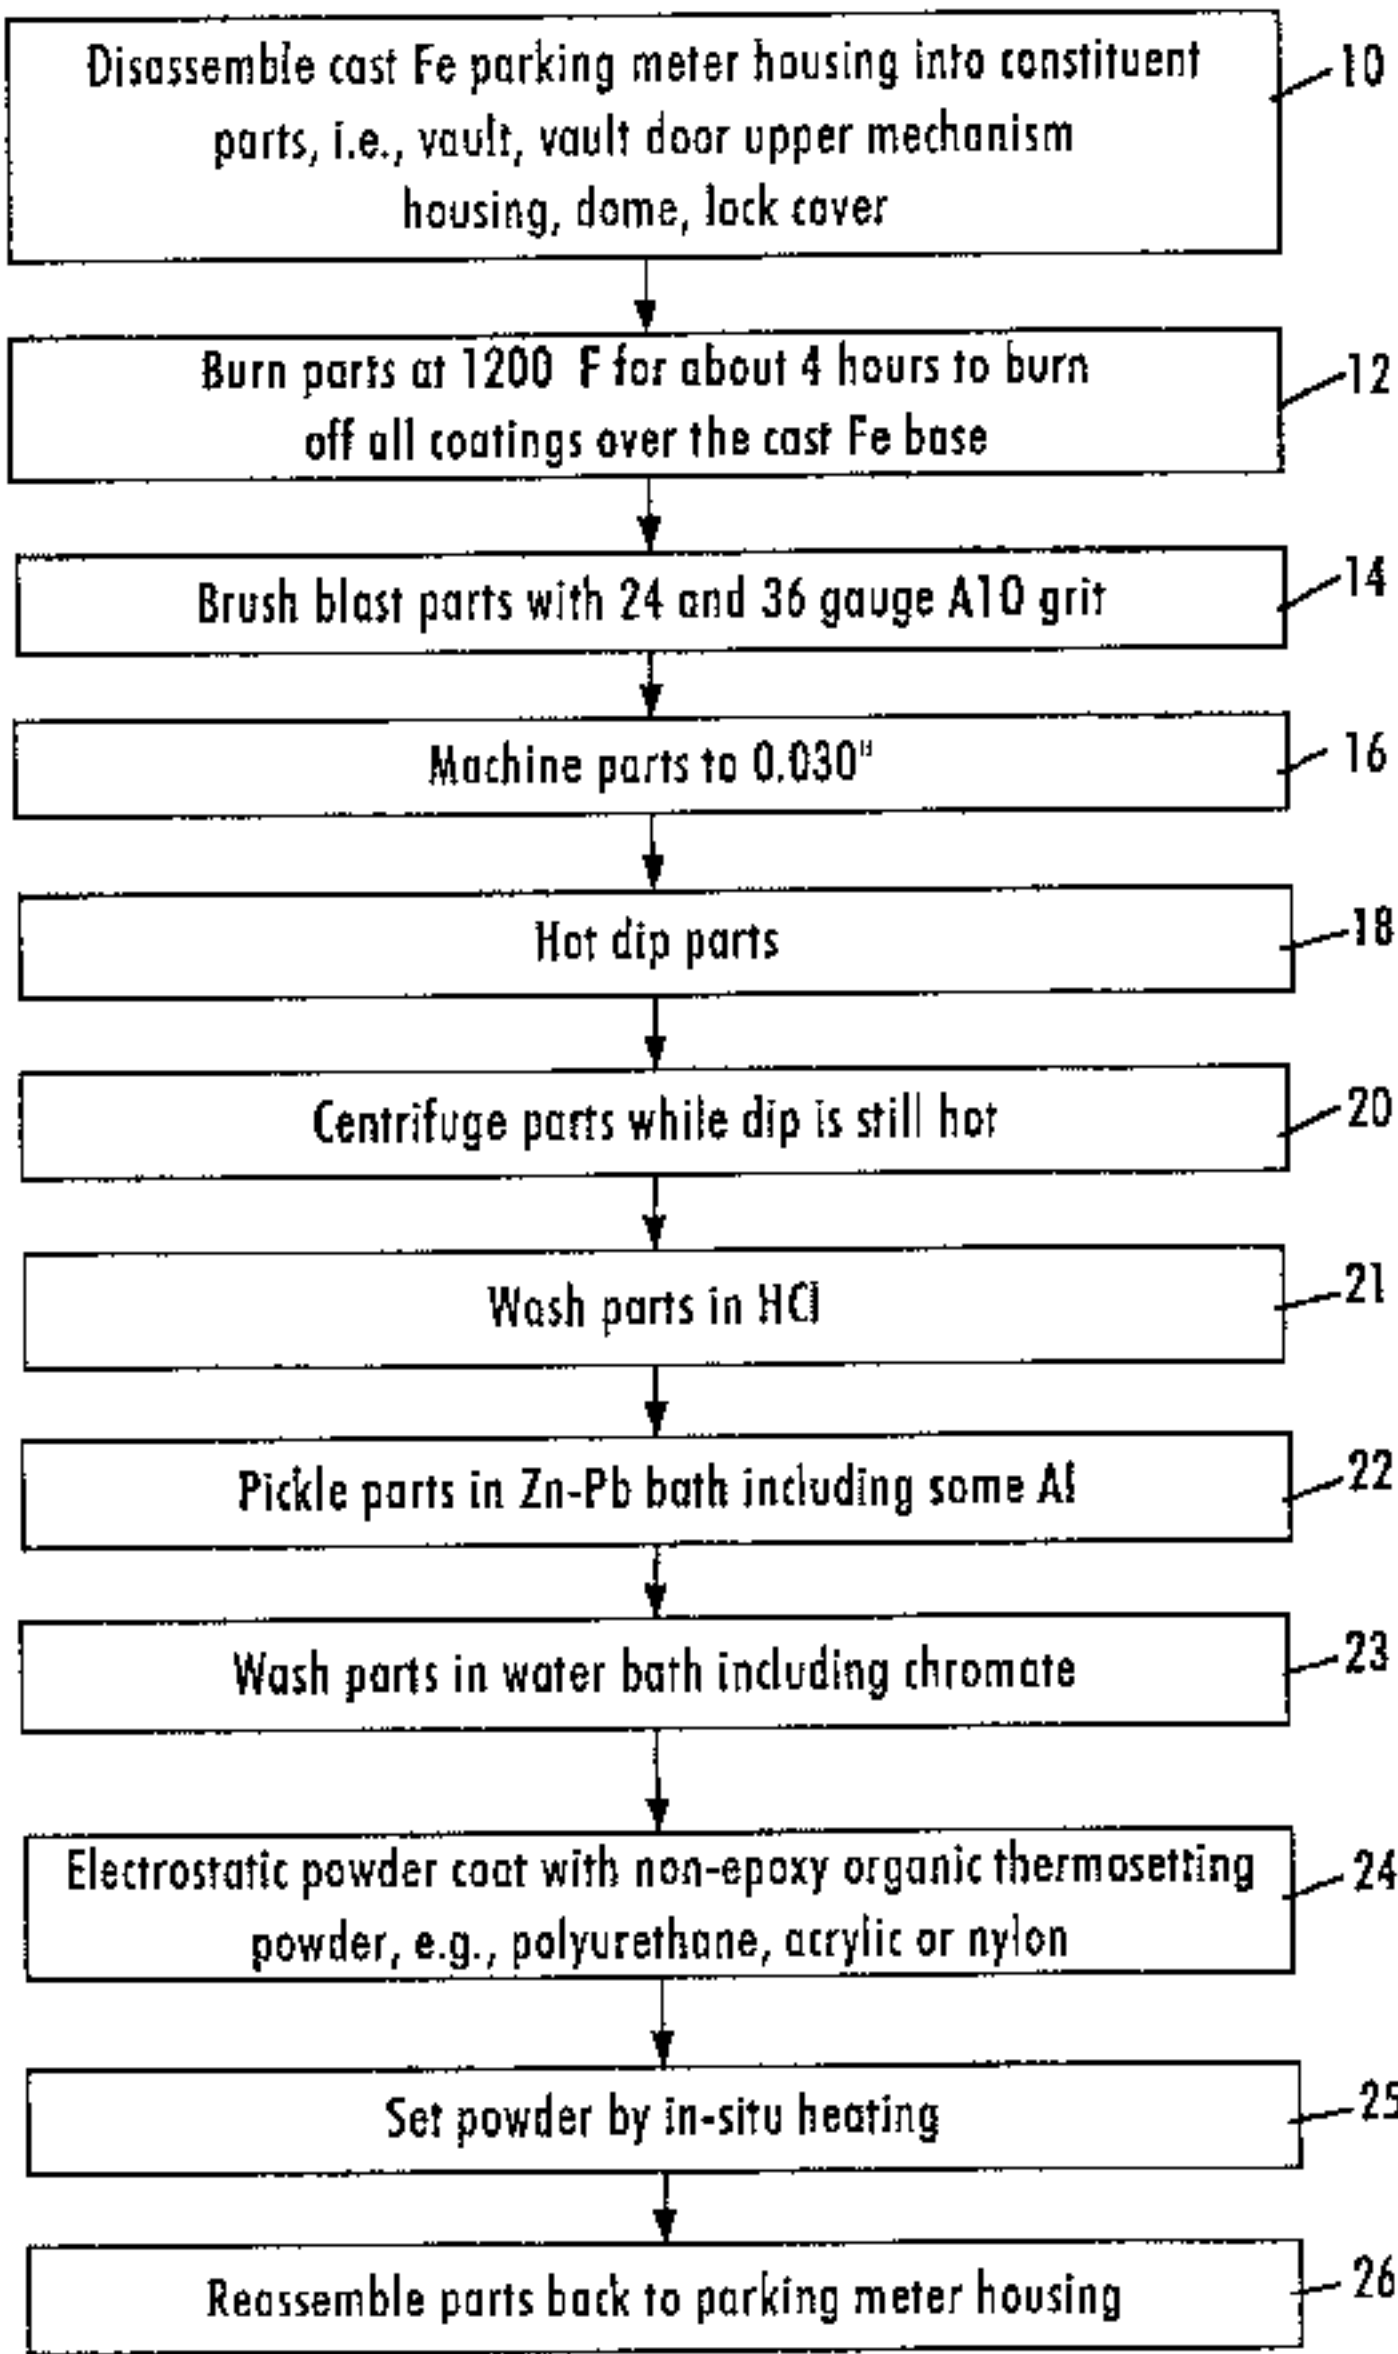 Disassemble cast Fe parking meter housing into constituent
parts, i.e., vault, vault door upper mechanism
housing, dome, lock cover
10
Burn parts at 1200 F for about 4 hours to burn
off all coatings over the cast Fe base
12
Brush blast parts with 24 and 36 gauge A1O grit
14
Machine parts to 0.030"
16
Hot dip parts
18
Centrifuge parts while dip is still hot
20
Wash parts in HCl
21
Pickle parts in Zn-Pb bath including some Al
22
Wash parts in water bath including chromate
23
Electrostatic powder coat with non-epoxy organic thermosetting
powder, e.g., polyurethane, acrylic or nylon
24
Set powder by in-situ heating
25
Reassemble parts back to parking meter housing
26